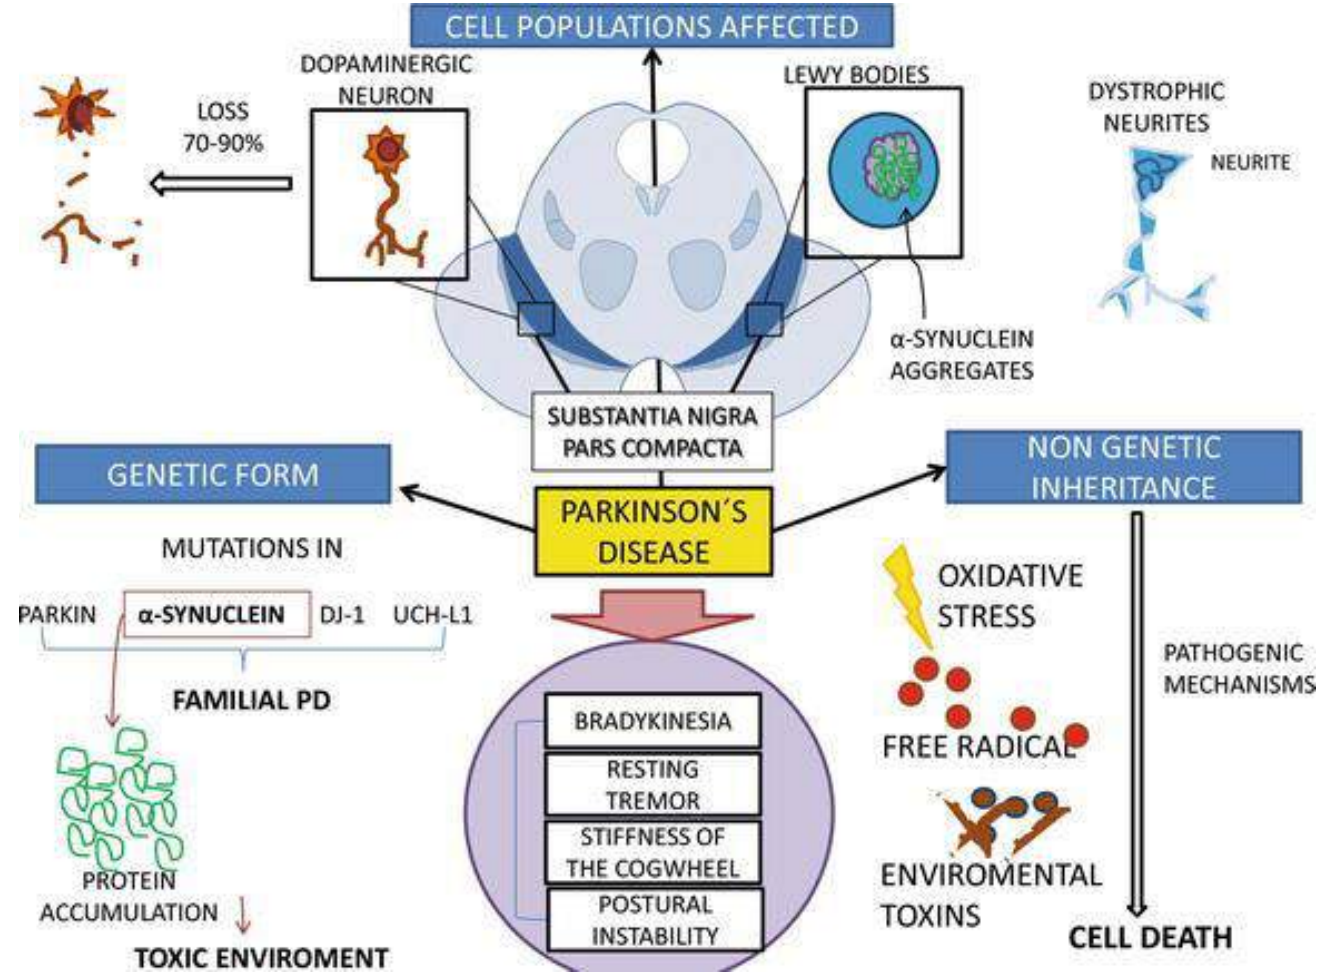 CELL POPULATIONS AFFECTED
DOPAMINERGIC
NEURON
LOSS
70-90%
LEWY BODIES
DYSTROPHIC
NEURITES
NEURITE
α-SYNUCLEIN
AGGREGATES
SUBSTANTIA NIGRA
PARS COMPACTA
PARKINSON´S
DISEASE
GENETIC FORM
MUTATIONS IN
PARKIN α-SYNUCLEIN DJ-1 UCH-L1
FAMILIAL PD
PROTEIN
ACCUMULATION
TOXIC ENVIROMENT
BRADYKINESIA
RESTING
TREMOR
STIFFNESS OF
THE COGWHEEL
POSTURAL
INSTABILITY
NON GENETIC
INHERITANCE
OXIDATIVE
STRESS
FREE RADICAL
ENVIROMENTAL
TOXINS
PATHOGENIC
MECHANISMS
CELL DEATH